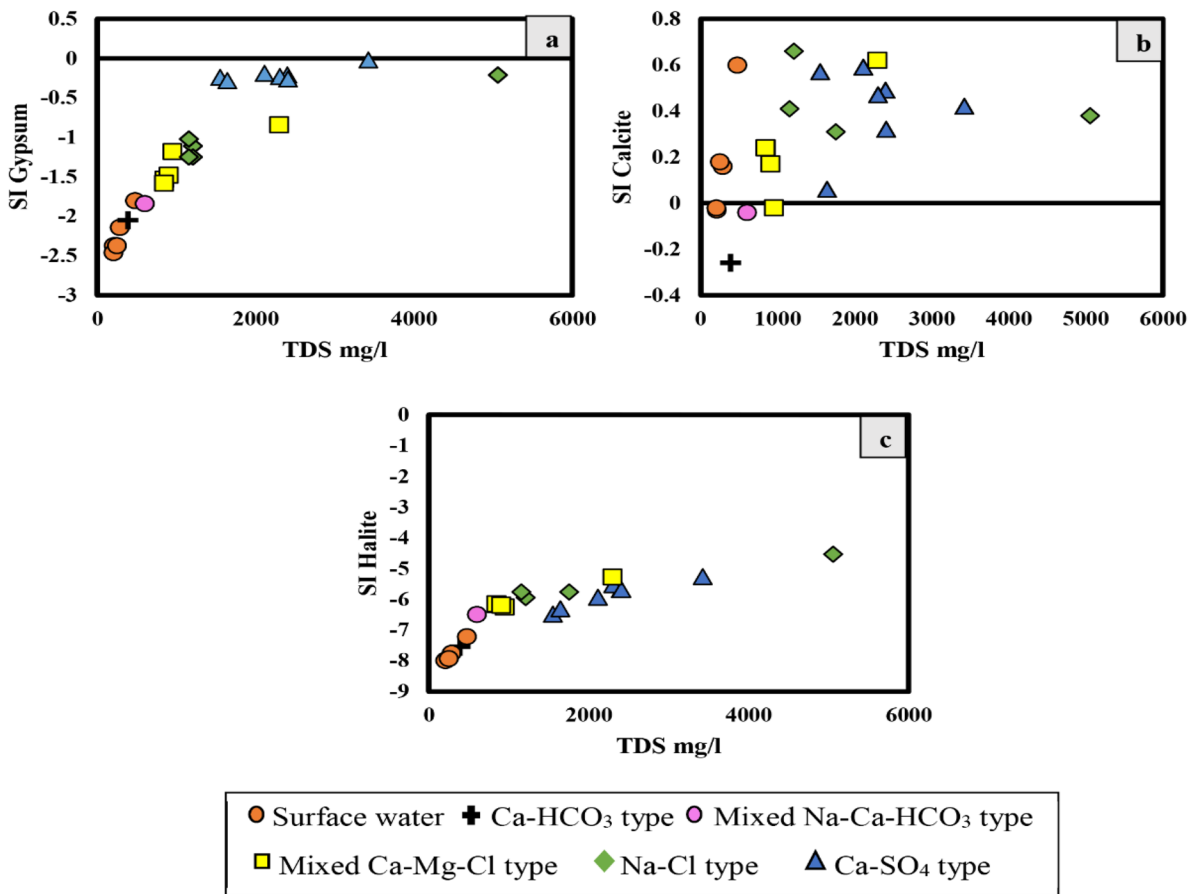 0.5
0
-0.5
-1
-1.5
-2
-2.5
-3
SI Gypsum
a
0 2000 4000 6000
TDS mg/l
0.8
0.6
0.4
0.2
0
-0.2
-0.4
SI Calcite
b
0 1000 2000 3000 4000 5000 6000
TDS mg/l
0
-1
-2
-3
-4
-5
-6
-7
-8
-9
SI Halite
c
0 2000 4000 6000
TDS mg/l
Surface water Ca-HCO₃ type Mixed Na-Ca-HCO₃ type
Mixed Ca-Mg-Cl type Na-Cl type Ca-SO₄ type